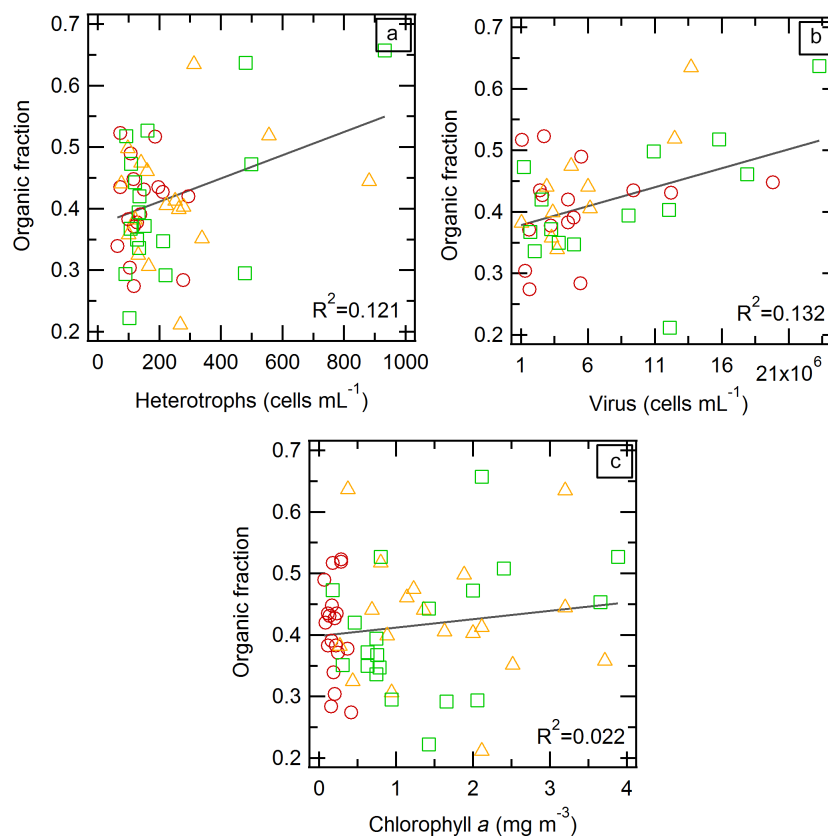 a
0.7
0.6
0.5
0.4
0.3
0.2
Organic fraction
R²=0.121
0 200 400 600 800 1000
Heterotrophs (cells mL⁻¹)
b
0.7
0.6
0.5
0.4
0.3
0.2
Organic fraction
R²=0.132
1 6 11 16 21x10⁶
Virus (cells mL⁻¹)
c
0.7
0.6
0.5
0.4
0.3
0.2
Organic fraction
R²=0.022
0 1 2 3 4
Chlorophyll a (mg m⁻³)